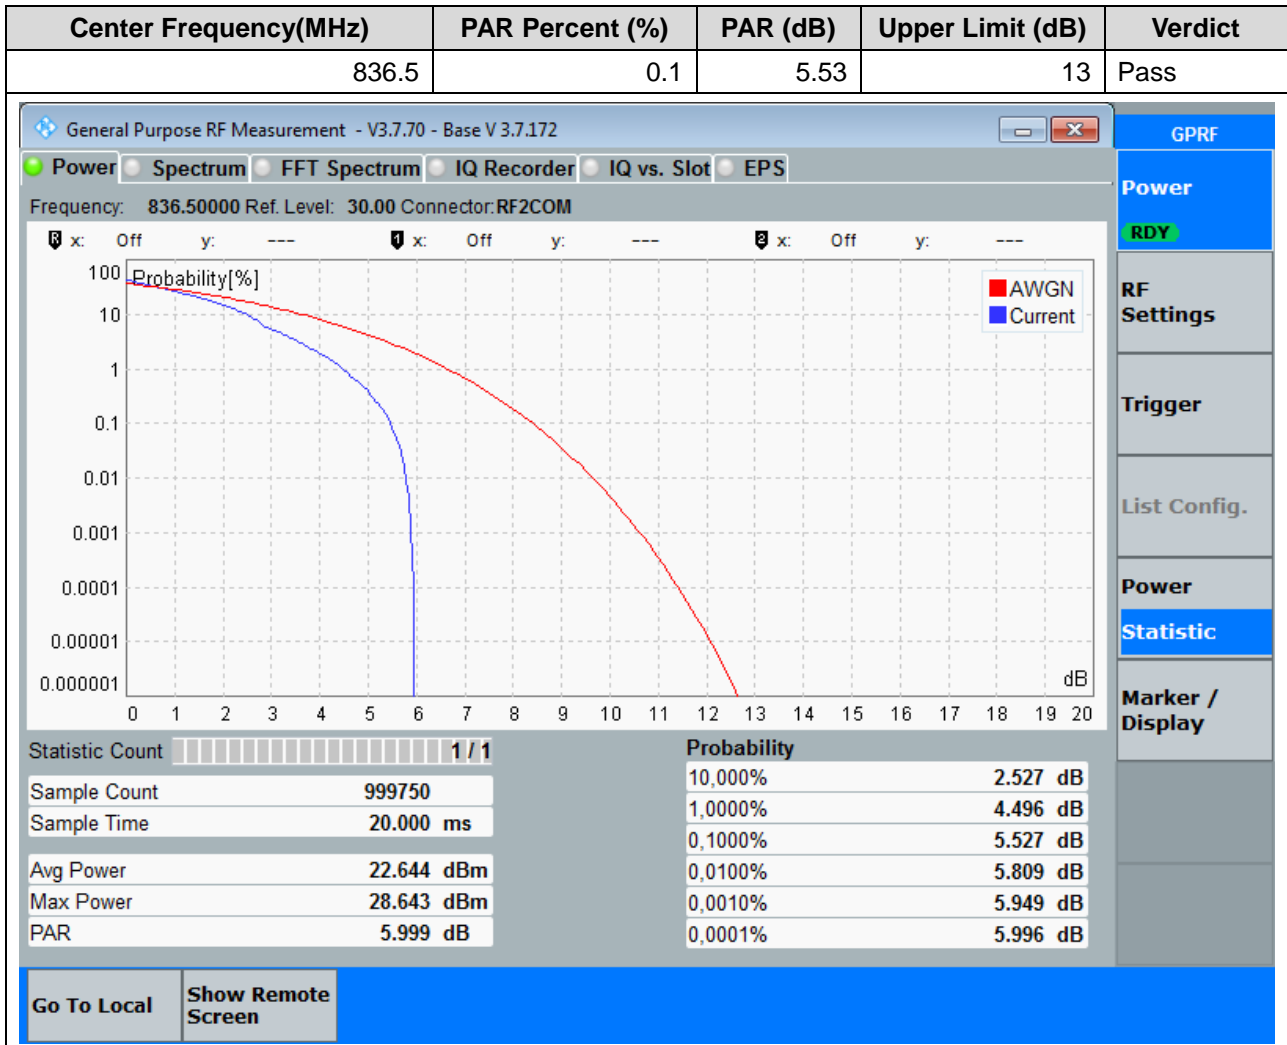 Center Frequency(MHz) PAR Percent (%) PAR (dB) Upper Limit (dB) Verdict
836.5 0.1 5.53 13 Pass
General Purpose RF Measurement - V3.7.70 - Base V 3.7.172
GPRF
Power Spectrum FFT Spectrum IQ Recorder IQ vs. Slot EPS
Power
RDY
Frequency: 836.50000 Ref. Level: 30.00 Connector:RF2COM
R x: Off y: --- 1 x: Off y: --- 2 x: Off y: ---
Probability[%]
AWGN
Current
100
10
1
0.1
0.01
0.001
0.0001
0.00001
0.000001
dB
0 1 2 3 4 5 6 7 8 9 10 11 12 13 14 15 16 17 18 19 20
RF
Settings
Trigger
List Config.
Power
Statistic
Marker /
Display
Statistic Count 1 / 1
Sample Count 999750
Sample Time 20.000 ms
Avg Power 22.644 dBm
Max Power 28.643 dBm
PAR 5.999 dB
Probability
10,000% 2.527 dB
1,0000% 4.496 dB
0,1000% 5.527 dB
0,0100% 5.809 dB
0,0010% 5.949 dB
0,0001% 5.996 dB
Go To Local
Show Remote
Screen